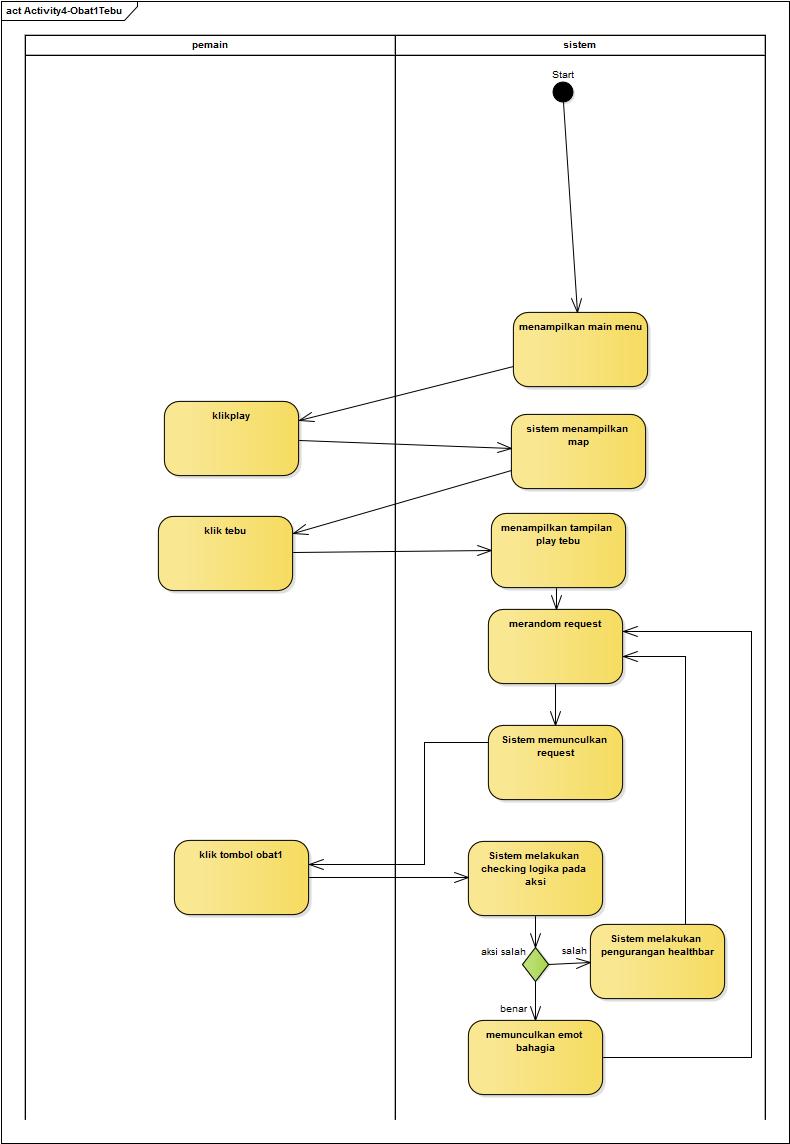 act Activity4-Obat1Tebu
pemain
sistem
Start
menampilkan main menu
klikplay
sistem menampilkan
map
klik tebu
menampilkan tampilan
play tebu
merandom request
Sistem memunculkan
request
klik tombol obat1
Sistem melakukan
checking logika pada
aksi
aksi salah
salah
Sistem melakukan
pengurangan healthbar
benar
memunculkan emot
bahagia